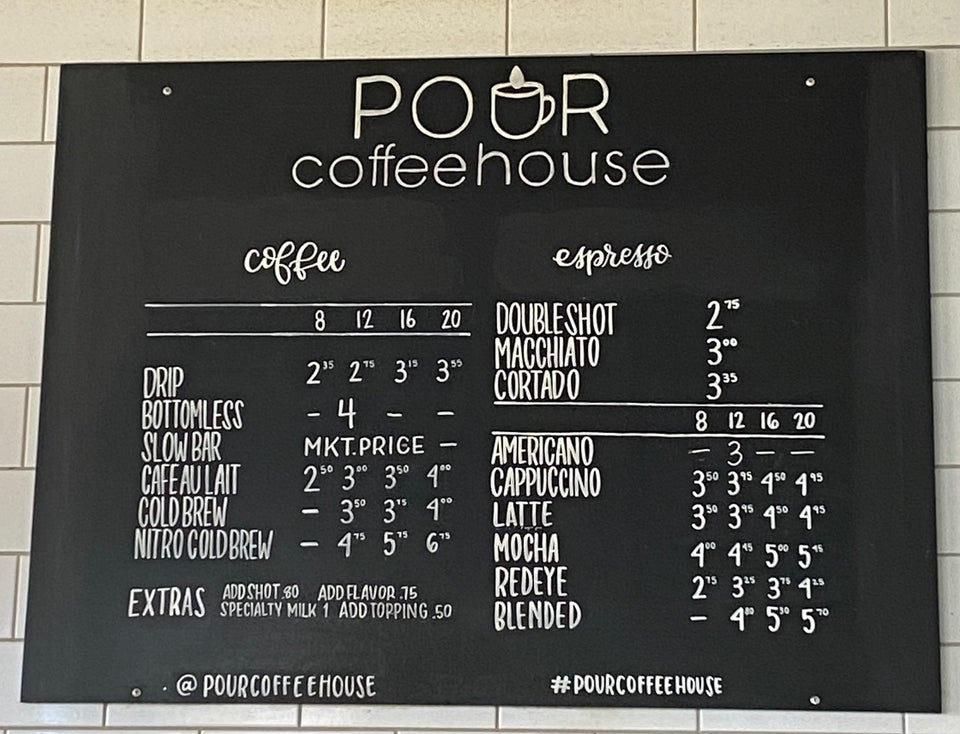 POUR
coffeehouse
coffee
8 12 16 20
DRIP 2.35 2.75 3.15 3.55
BOTTOMLESS - 4 - -
SLOW BAR MKT. PRICE -
CAFE AU LAIT 2.50 3.00 3.50 4.00
COLD BREW - 3.50 3.75 4.00
NITRO COLD BREW - 4.75 5.75 6.75
EXTRAS
ADD SHOT .80 ADD FLAVOR .75
SPECIALTY MILK 1 ADD TOPPING .50
@POURCOFFEEHOUSE
espresso
DOUBLE SHOT 2.75
MACCHIATO 3.00
CORTADO 3.35
8 12 16 20
AMERICANO - 3 - -
CAPPUCCINO 3.50 3.95 4.50 4.95
LATTE 3.50 3.95 4.50 4.95
MOCHA 4.00 4.45 5.00 5.45
REDEYE 2.75 3.25 3.75 4.25
BLENDED - 4.80 5.30 5.70
#POURCOFFEEHOUSE